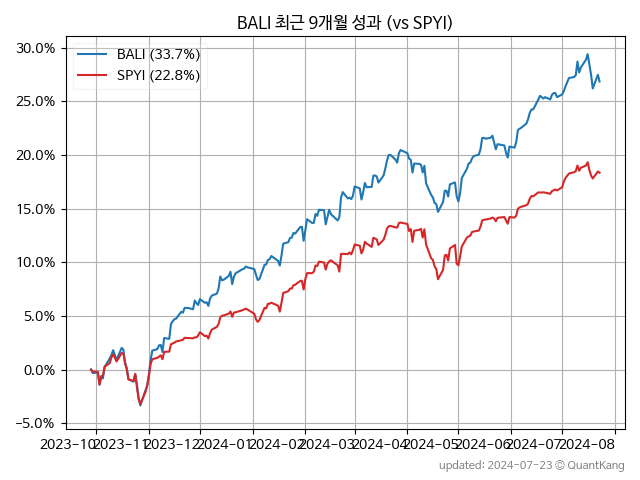 BALI 최근 9개월 성과 (vs SPYI)
BALI (33.7%)
SPYI (22.8%)
30.0%
25.0%
20.0%
15.0%
10.0%
5.0%
0.0%
-5.0%
2023-10 2023-11 2023-12 2024-01 2024-02 2024-03 2024-04 2024-05 2024-06 2024-07 2024-08
updated: 2024-07-23 © QuantKang